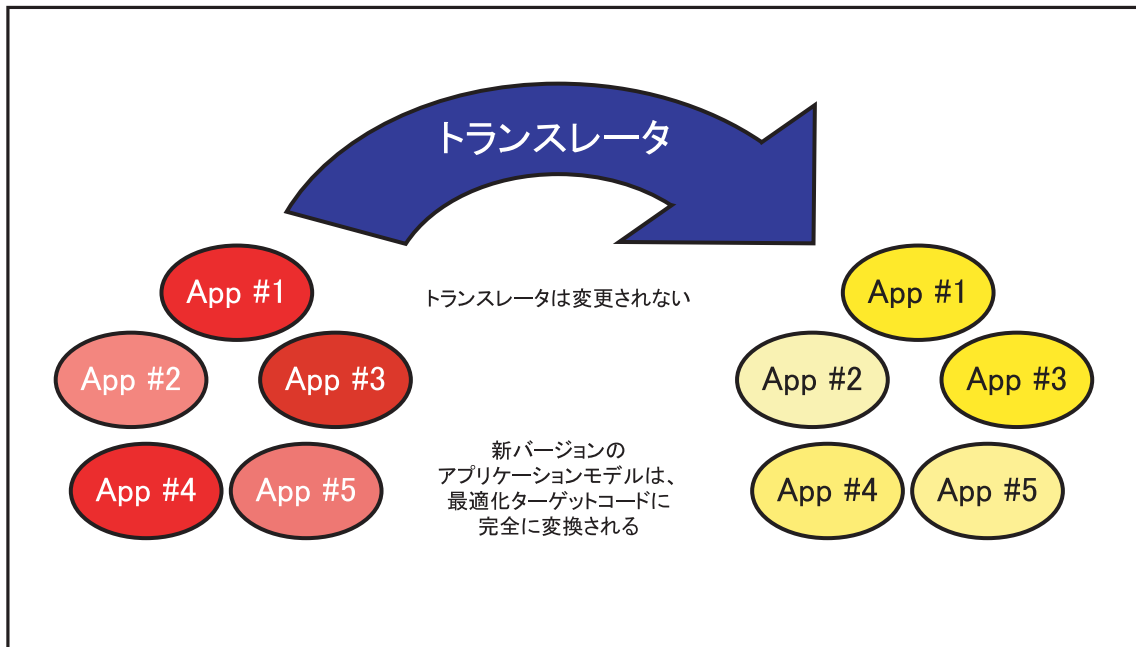 トランスレータ
App #1
トランスレータは変更されない
App #1
App #2
App #3
App #2
App #3
新バージョンの
アプリケーションモデルは、
最適化ターゲットコードに
完全に変換される
App #4
App #5
App #4
App #5